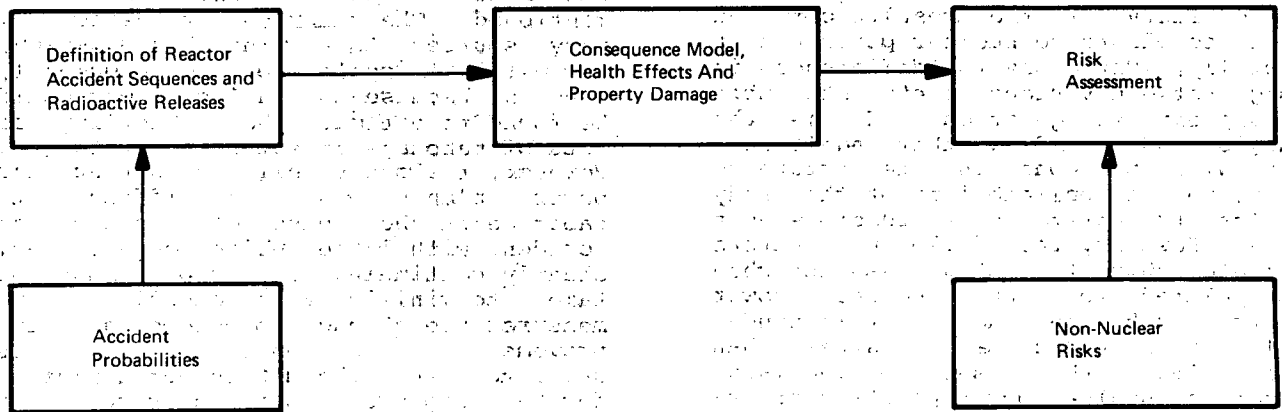 Definition of Reactor
Accident Sequences and
Radioactive Releases
Consequence Model,
Health Effects And
Property Damage
Risk
Assessment
Accident
Probabilities
Non-Nuclear
Risks